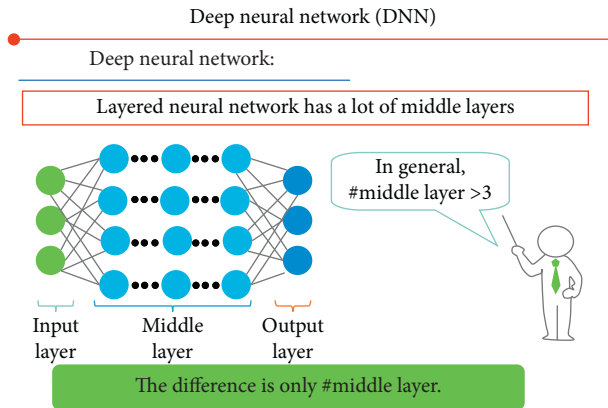 Deep neural network (DNN)
Deep neural network:
Layered neural network has a lot of middle layers
In general,
#middle layer >3
Input
layer
Middle
layer
Output
layer
The difference is only #middle layer.